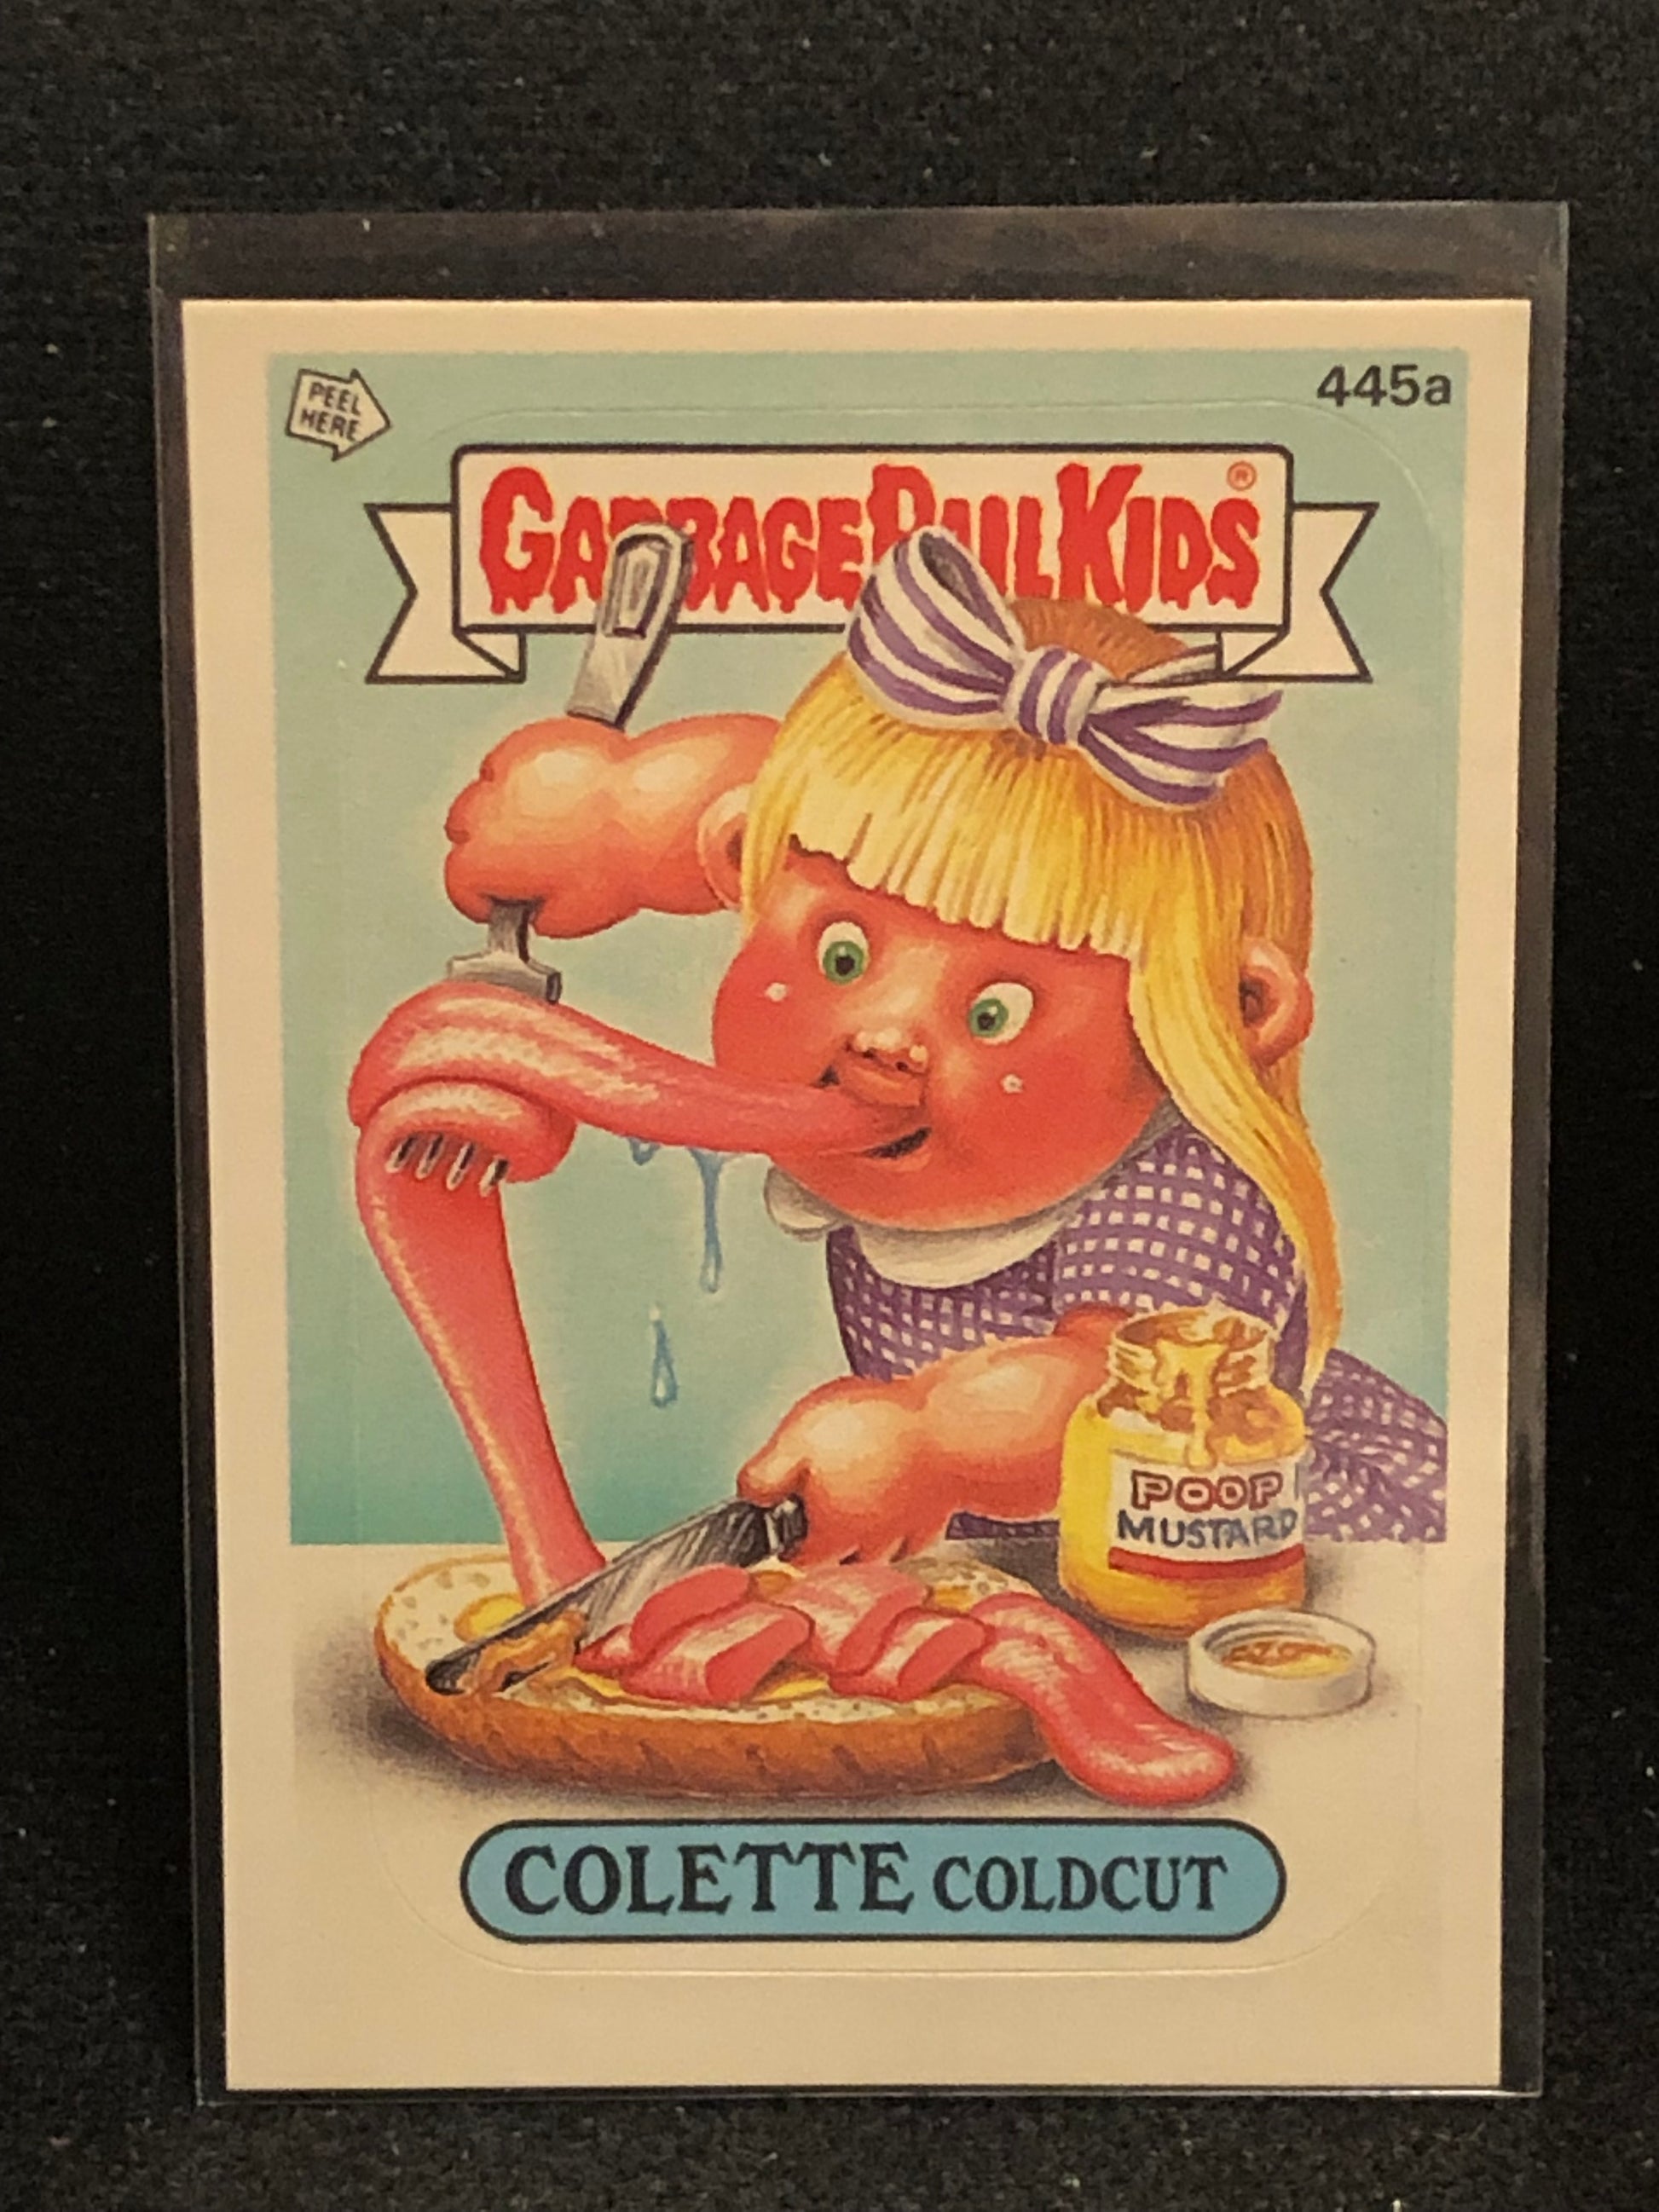 PEEL
HERE
445a
GARBAGE PAIL KIDS®
POOP
MUSTARD
COLETTE COLDCUT